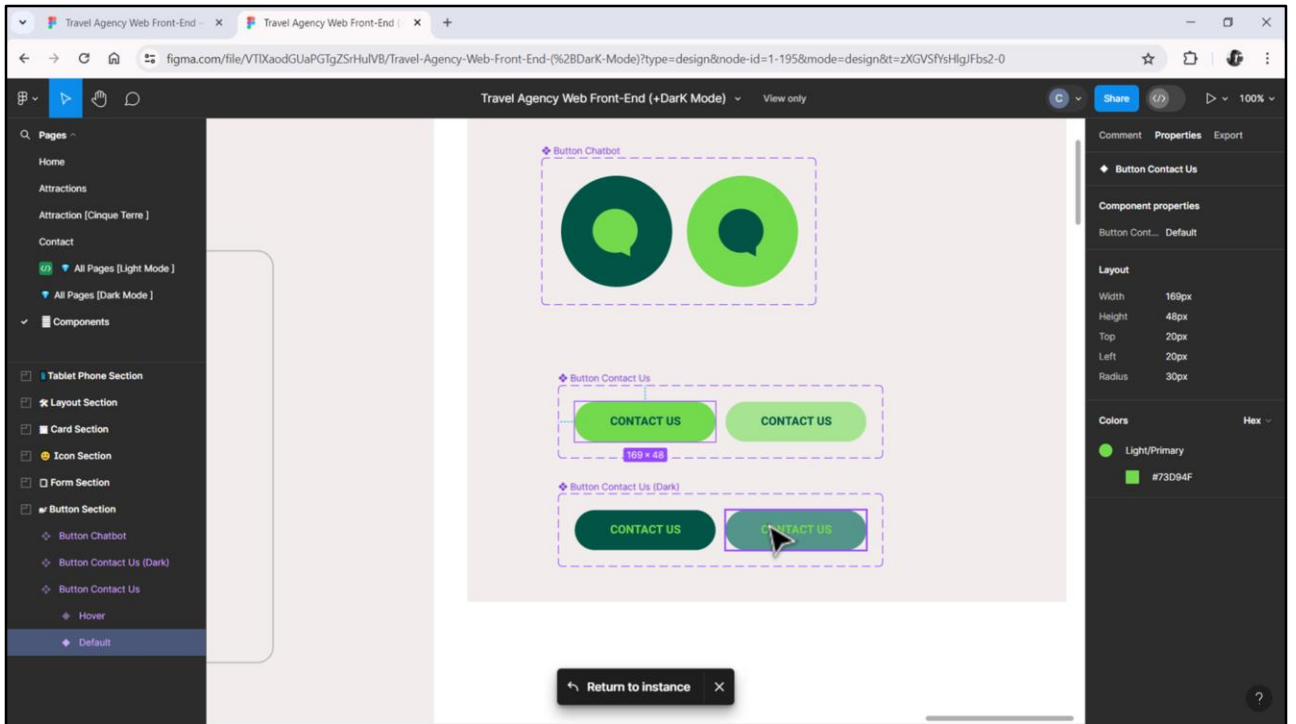 Travel Agency Web Front-End –
Travel Agency Web Front-End (
figma.com/file/VTlXaodGUaPGTgZSrHulVB/Travel-Agency-Web-Front-End-(%2BDarK-Mode)?type=design&node-id=1-195&mode=design&t=zXGVSfYsHlgJFbs2-0
Travel Agency Web Front-End (+DarK Mode)
View only
C
Share
100%
Pages
Home
Attractions
Attraction [Cinque Terre ]
Contact
All Pages [Light Mode ]
All Pages [Dark Mode ]
Components
Tablet Phone Section
Layout Section
Card Section
Icon Section
Form Section
Button Section
Button Chatbot
Button Contact Us (Dark)
Button Contact Us
Hover
Default
Button Chatbot
Button Contact Us
CONTACT US
CONTACT US
169 × 48
Button Contact Us (Dark)
CONTACT US
CONTACT US
Return to instance
Comment Properties Export
Button Contact Us
Component properties
Button Cont... Default
Layout
Width 169px
Height 48px
Top 20px
Left 20px
Radius 30px
Colors Hex
Light/Primary
#73D94F
?